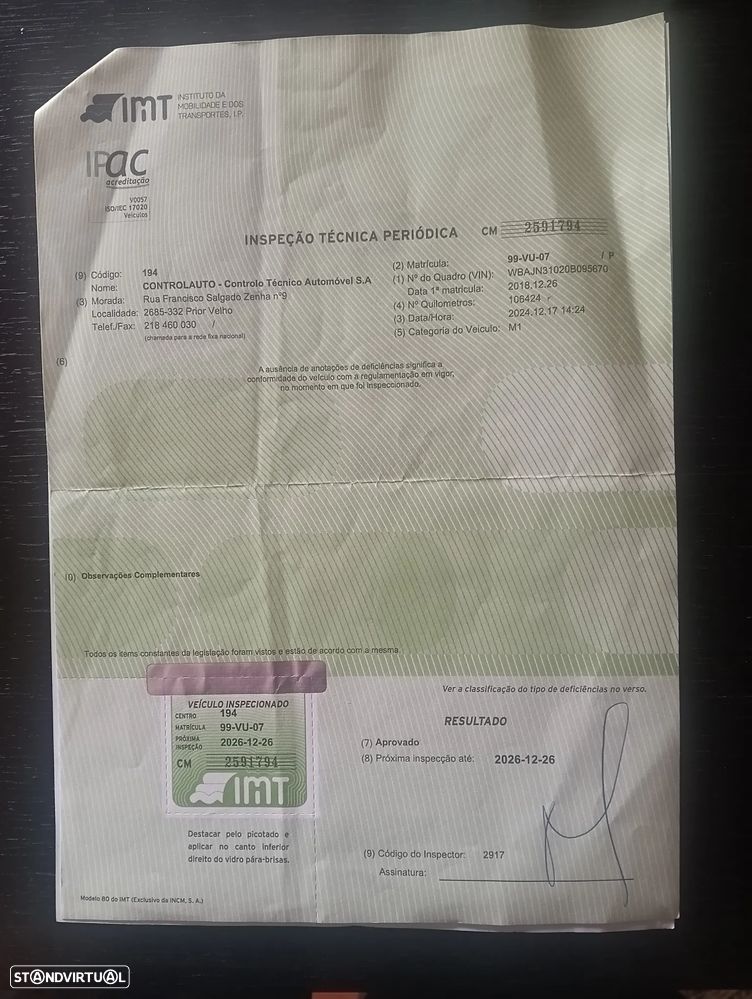 IMT INSTITUTO DA
MOBILIDADE E DOS
TRANSPORTES, I.P.
IPac
acreditação
V0057
ISO/IEC 17020
Veículos
INSPEÇÃO TÉCNICA PERIÓDICA CM 2591794
(9) Código: 194
Nome: CONTROLAUTO - Controlo Técnico Automóvel S.A
(3) Morada: Rua Francisco Salgado Zenha nº9
Localidade: 2685-332 Prior Velho
Telef./Fax: 218 460 030 /
(chamada para a rede fixa nacional)
(2) Matrícula: 99-VU-07 / P
(1) Nº do Quadro (VIN): WBAJN31020B095670
Data 1ª matrícula: 2018.12.26
(4) Nº Quilómetros: 106424
(3) Data/Hora: 2024.12.17 14:24
(5) Categoria do Veículo: M1
(6)
A ausência de anotações de deficiências significa a
conformidade do veículo com a regulamentação em vigor,
no momento em que foi inspeccionado.
(0) Observações Complementares
Todos os itens constantes da legislação foram vistos e estão de acordo com a mesma.
VEÍCULO INSPECIONADO
CENTRO 194
MATRÍCULA 99-VU-07
PRÓXIMA
INSPEÇÃO 2026-12-26
CM 2591794
IMT
Destacar pelo picotado e
aplicar no canto inferior
direito do vidro pára-brisas.
Ver a classificação do tipo de deficiências no verso.
RESULTADO
(7) Aprovado
(8) Próxima inspecção até: 2026-12-26
(9) Código do Inspector: 2917
Assinatura:
Modelo 80 do IMT (Exclusivo da INCM, S. A.)
STANDVIRTUAL